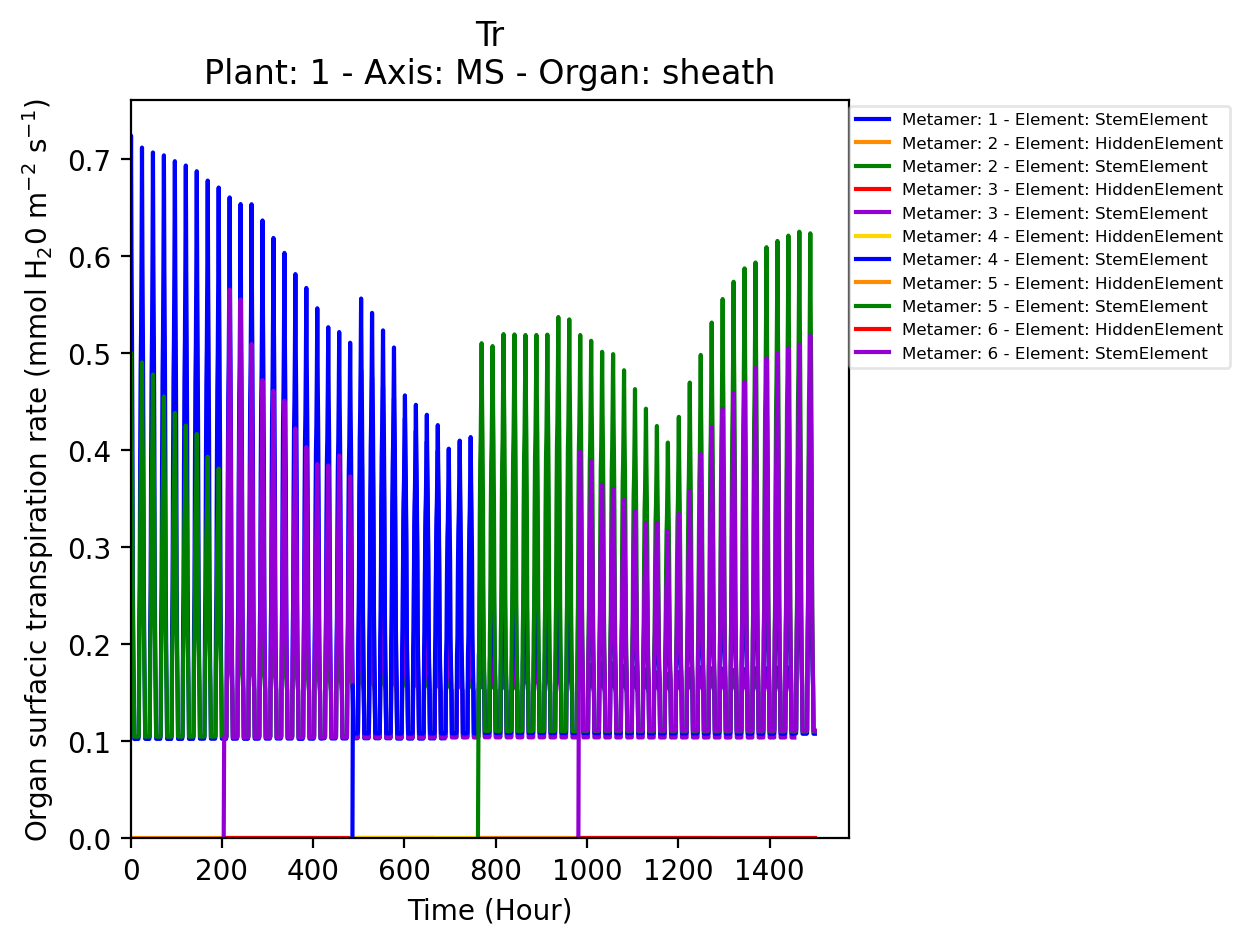 Tr
Plant: 1 - Axis: MS - Organ: sheath
Organ surfacic transpiration rate (mmol H₂0 m⁻² s⁻¹)
0.7
0.6
0.5
0.4
0.3
0.2
0.1
0.0
0 200 400 600 800 1000 1200 1400
Time (Hour)
Metamer: 1 - Element: StemElement
Metamer: 2 - Element: HiddenElement
Metamer: 2 - Element: StemElement
Metamer: 3 - Element: HiddenElement
Metamer: 3 - Element: StemElement
Metamer: 4 - Element: HiddenElement
Metamer: 4 - Element: StemElement
Metamer: 5 - Element: HiddenElement
Metamer: 5 - Element: StemElement
Metamer: 6 - Element: HiddenElement
Metamer: 6 - Element: StemElement